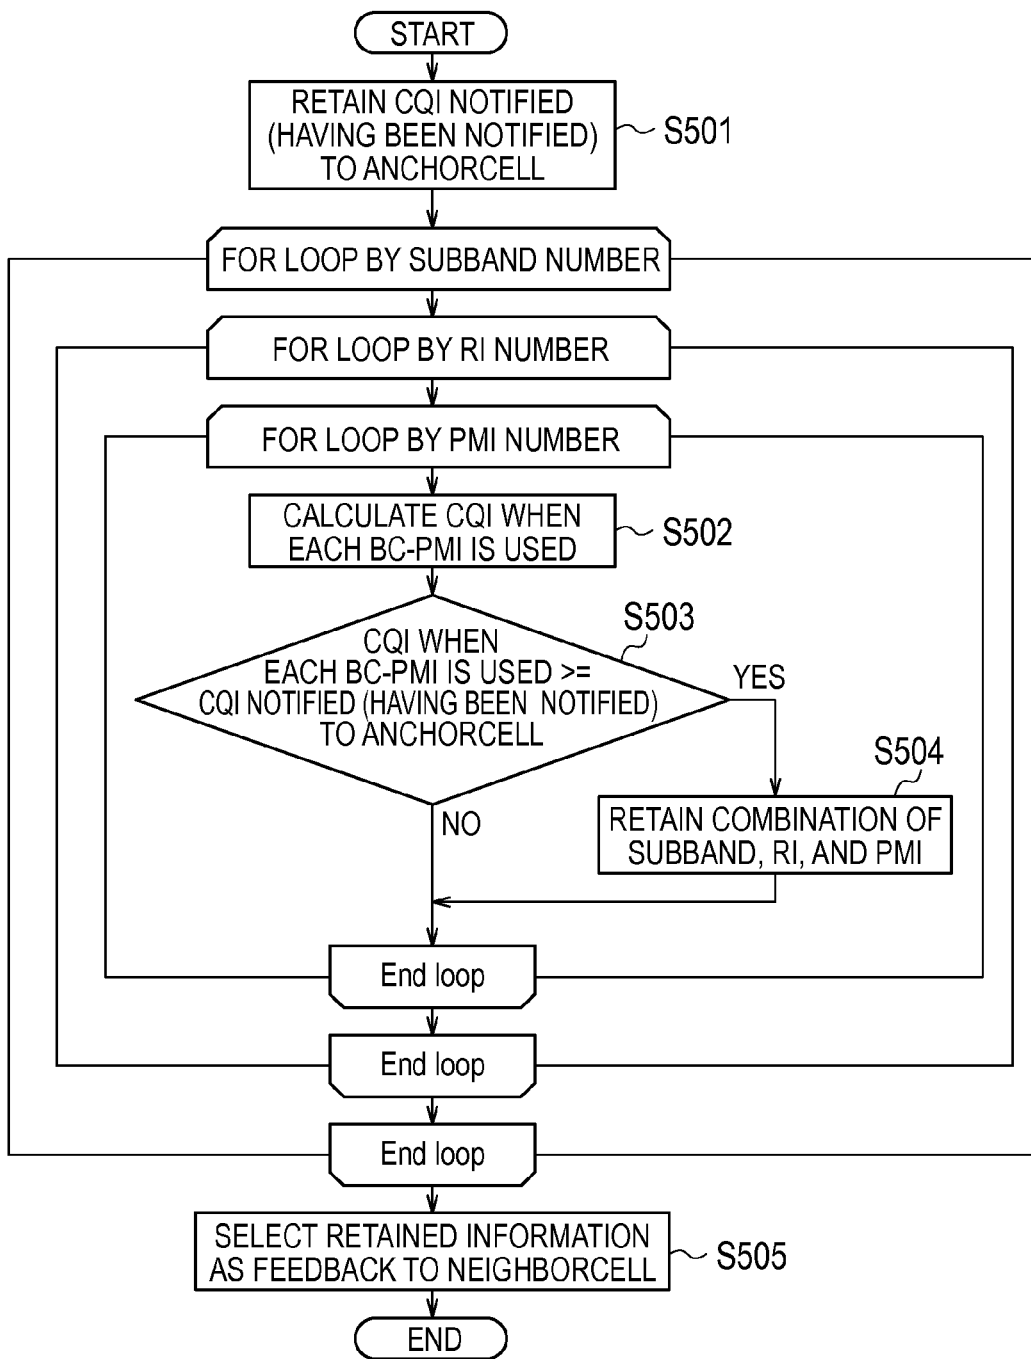 START
RETAIN CQI NOTIFIED
(HAVING BEEN NOTIFIED)
TO ANCHORCELL
S501
FOR LOOP BY SUBBAND NUMBER
FOR LOOP BY RI NUMBER
FOR LOOP BY PMI NUMBER
CALCULATE CQI WHEN
EACH BC-PMI IS USED
S502
CQI WHEN
EACH BC-PMI IS USED >=
CQI NOTIFIED (HAVING BEEN NOTIFIED)
TO ANCHORCELL
S503
YES
NO
S504
RETAIN COMBINATION OF
SUBBAND, RI, AND PMI
End loop
End loop
End loop
SELECT RETAINED INFORMATION
AS FEEDBACK TO NEIGHBORCELL
S505
END